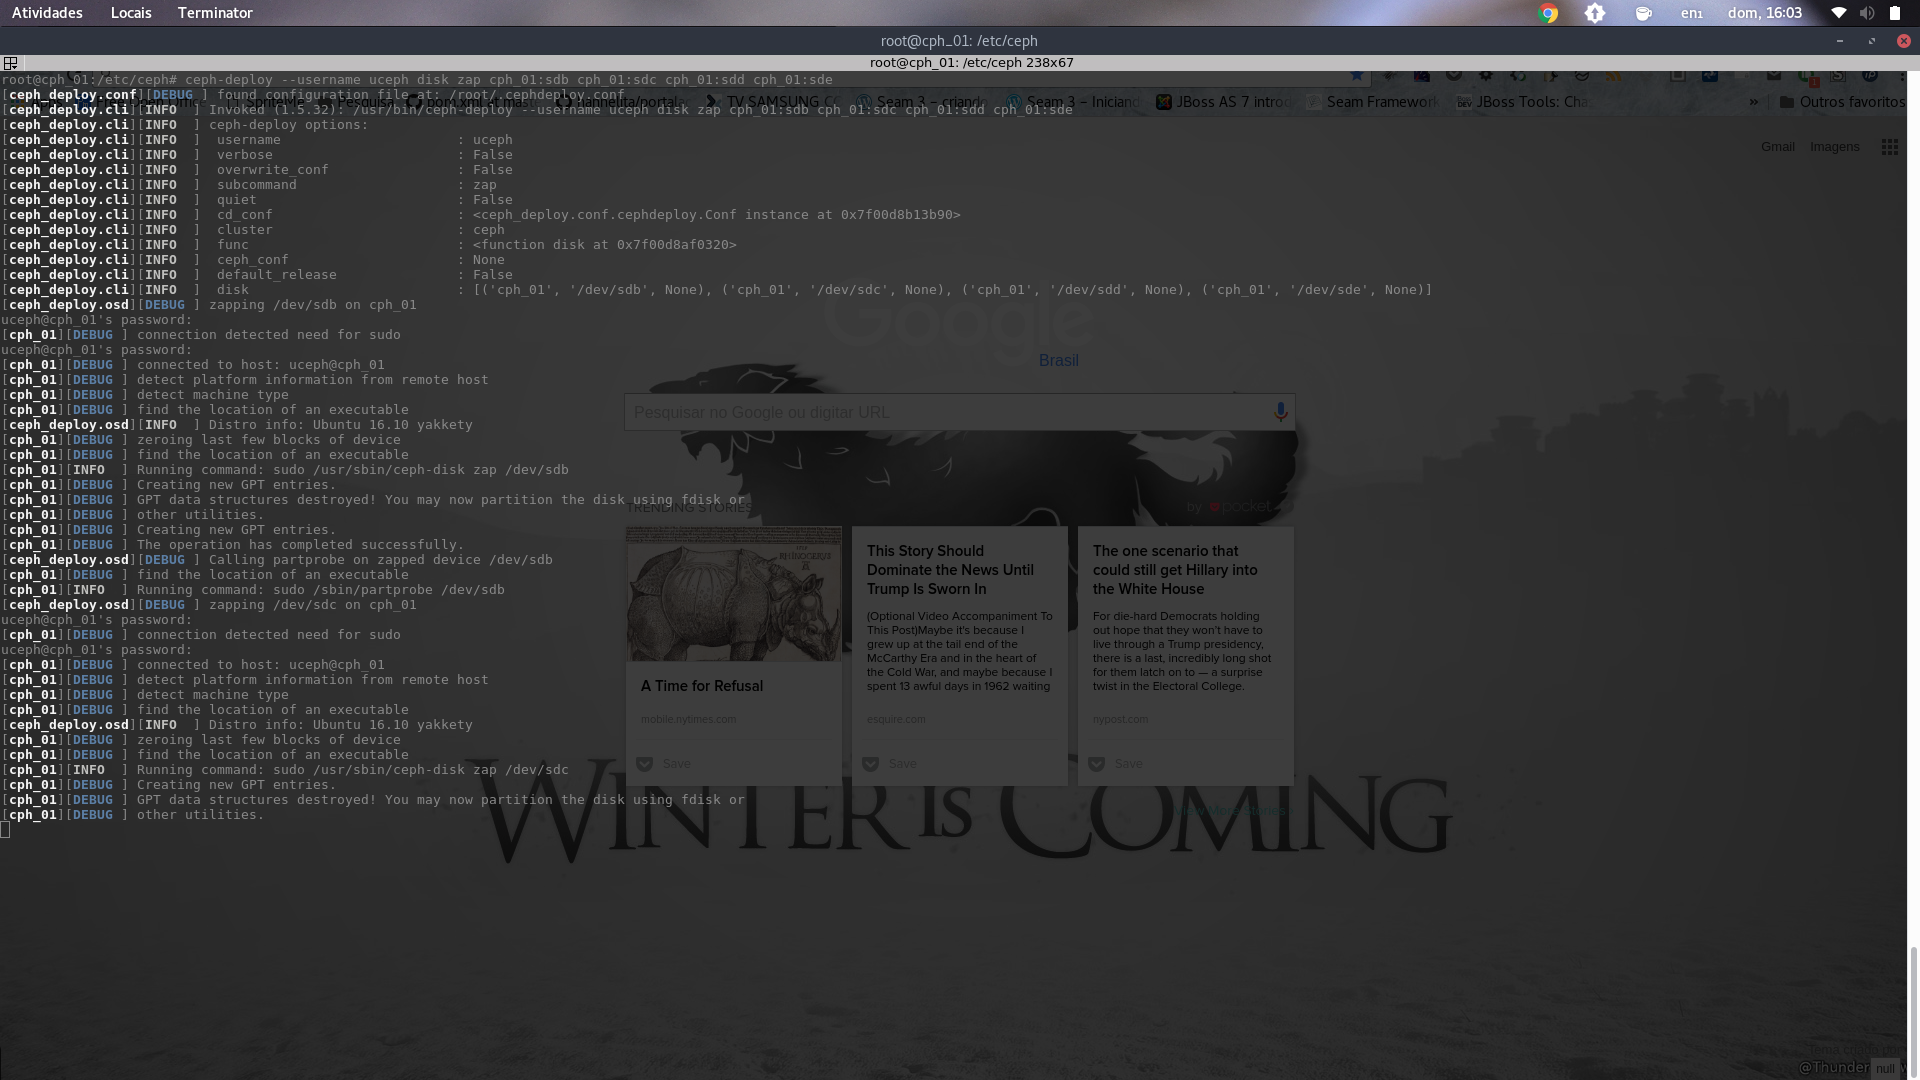 Atividades Locais Terminator en₁ dom, 16:03
root@cph_01: /etc/ceph
root@cph_01: /etc/ceph 238x67
root@cph_01:/etc/ceph# ceph-deploy --username uceph disk zap cph_01:sdb cph_01:sdc cph_01:sdd cph_01:sde
[ceph_deploy.conf][DEBUG ] found configuration file at: /root/.cephdeploy.conf
[ceph_deploy.cli][INFO  ] Invoked (1.5.32): /usr/bin/ceph-deploy --username uceph disk zap cph_01:sdb cph_01:sdc cph_01:sdd cph_01:sde
TV SAMSUNG Seam 3 – criand Seam 3 – Iniciand JBoss AS 7 introd Seam Framework JBoss Tools: Cha » Outros favoritos
[ceph_deploy.cli][INFO  ] ceph-deploy options:
[ceph_deploy.cli][INFO  ]  username                      : uceph
Gmail Imagens
[ceph_deploy.cli][INFO  ]  verbose                       : False
[ceph_deploy.cli][INFO  ]  overwrite_conf                : False
[ceph_deploy.cli][INFO  ]  subcommand                    : zap
[ceph_deploy.cli][INFO  ]  quiet                         : False
[ceph_deploy.cli][INFO  ]  cd_conf                       : <ceph_deploy.conf.cephdeploy.Conf instance at 0x7f00d8b13b90>
[ceph_deploy.cli][INFO  ]  cluster                       : ceph
[ceph_deploy.cli][INFO  ]  func                          : <function disk at 0x7f00d8af0320>
[ceph_deploy.cli][INFO  ]  ceph_conf                     : None
[ceph_deploy.cli][INFO  ]  default_release               : False
[ceph_deploy.cli][INFO  ]  disk                          : [('cph_01', '/dev/sdb', None), ('cph_01', '/dev/sdc', None), ('cph_01', '/dev/sdd', None), ('cph_01', '/dev/sde', None)]
[ceph_deploy.osd][DEBUG ] zapping /dev/sdb on cph_01
uceph@cph_01's password:
[cph_01][DEBUG ] connection detected need for sudo
uceph@cph_01's password:
[cph_01][DEBUG ] connected to host: uceph@cph_01
[cph_01][DEBUG ] detect platform information from remote host
[cph_01][DEBUG ] detect machine type
[cph_01][DEBUG ] find the location of an executable
[ceph_deploy.osd][INFO  ] Distro info: Ubuntu 16.10 yakkety
[cph_01][DEBUG ] zeroing last few blocks of device
[cph_01][DEBUG ] find the location of an executable
[cph_01][INFO  ] Running command: sudo /usr/sbin/ceph-disk zap /dev/sdb
[cph_01][DEBUG ] Creating new GPT entries.
[cph_01][DEBUG ] GPT data structures destroyed! You may now partition the disk using fdisk or
[cph_01][DEBUG ] other utilities.
[cph_01][DEBUG ] Creating new GPT entries.
[cph_01][DEBUG ] The operation has completed successfully.
[ceph_deploy.osd][DEBUG ] Calling partprobe on zapped device /dev/sdb
[cph_01][DEBUG ] find the location of an executable
[cph_01][INFO  ] Running command: sudo /sbin/partprobe /dev/sdb
[ceph_deploy.osd][DEBUG ] zapping /dev/sdc on cph_01
uceph@cph_01's password:
[cph_01][DEBUG ] connection detected need for sudo
uceph@cph_01's password:
[cph_01][DEBUG ] connected to host: uceph@cph_01
[cph_01][DEBUG ] detect platform information from remote host
[cph_01][DEBUG ] detect machine type
[cph_01][DEBUG ] find the location of an executable
[ceph_deploy.osd][INFO  ] Distro info: Ubuntu 16.10 yakkety
[cph_01][DEBUG ] zeroing last few blocks of device
[cph_01][DEBUG ] find the location of an executable
[cph_01][INFO  ] Running command: sudo /usr/sbin/ceph-disk zap /dev/sdc
[cph_01][DEBUG ] Creating new GPT entries.
[cph_01][DEBUG ] GPT data structures destroyed! You may now partition the disk using fdisk or
[cph_01][DEBUG ] other utilities.
Google
Brasil
Pesquisar no Google ou digitar URL
TRENDING STORIES
by pocket
A Time for Refusal
mobile.nytimes.com
Save
This Story Should
Dominate the News Until
Trump Is Sworn In
(Optional Video Accompaniment To
This Post)Maybe it's because I
grew up at the tail end of the
McCarthy Era and in the heart of
the Cold War, and maybe because I
spent 13 awful days in 1962 waiting
esquire.com
Save
The one scenario that
could still get Hillary into
the White House
For die-hard Democrats holding
out hope that they won't have to
live through a Trump presidency,
there is a last, incredibly long shot
for them latch on to — a surprise
twist in the Electoral College.
nypost.com
Save
View More Stories
WINTER IS COMING
@Thunder null